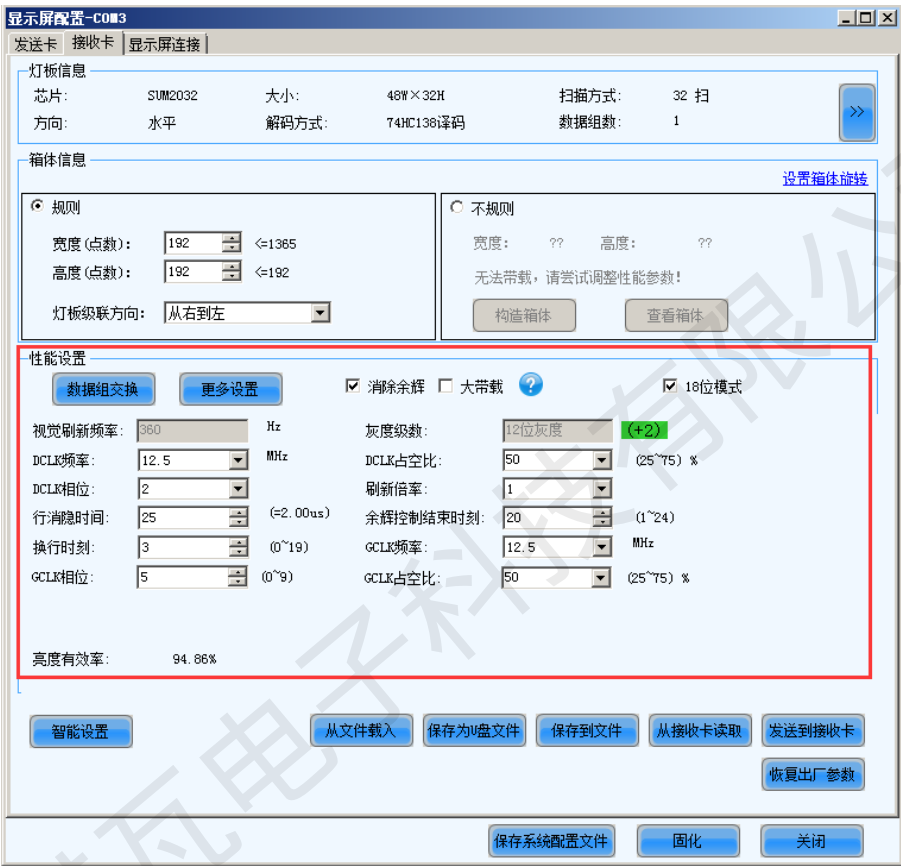 显示屏配置-COM3
发送卡 接收卡 显示屏连接
灯板信息
芯片: SUM2032 大小: 48W×32H 扫描方式: 32 扫
方向: 水平 解码方式: 74HC138译码 数据组数: 1
>>
箱体信息
设置箱体旋转
规则 不规则
宽度(点数): 192 <=1365 宽度: ?? 高度: ??
高度(点数): 192 <=192 无法带载，请尝试调整性能参数!
灯板级联方向: 从右到左 构造箱体 查看箱体
性能设置
数据组交换 更多设置 消除余辉 大带载 ? 18位模式
视觉刷新频率: 360 Hz 灰度级数: 12位灰度 (+2)
DCLK频率: 12.5 MHz DCLK占空比: 50 (25~75) %
DCLK相位: 2 刷新倍率: 1
行消隐时间: 25 (=2.00us) 余辉控制结束时刻: 20 (1~24)
换行时刻: 3 (0~19) GCLK频率: 12.5 MHz
GCLK相位: 5 (0~9) GCLK占空比: 50 (25~75) %
亮度有效率: 94.86%
智能设置 从文件载入 保存为U盘文件 保存到文件 从接收卡读取 发送到接收卡
恢复出厂参数
保存系统配置文件 固化 关闭
电子科技有限公